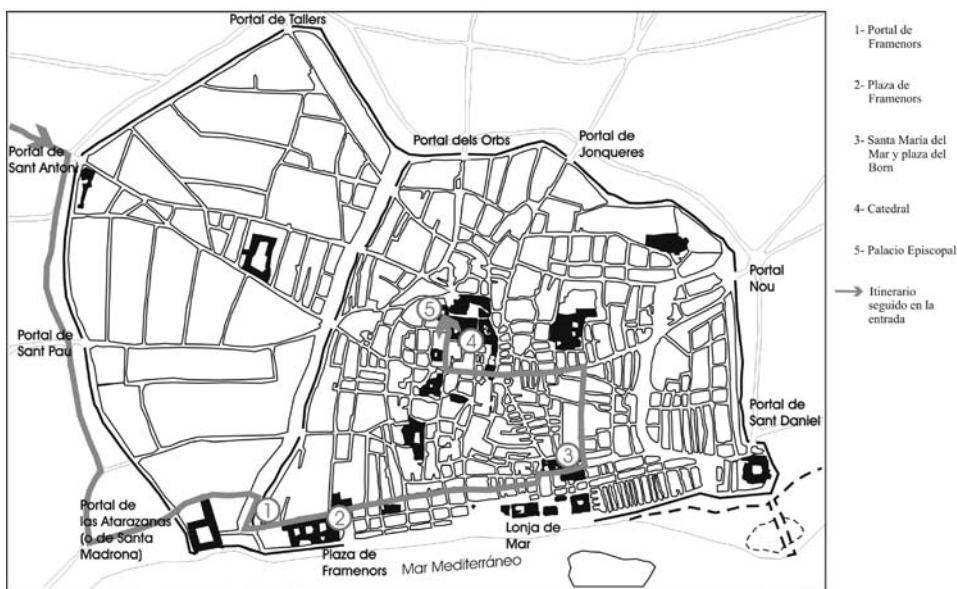 Portal de Tallers
Portal dels Orbs
Portal de
Jonqueres
Portal de
Sant Antoni
Portal
Nou
5
4
Portal de
Sant Pau
Portal de
Sant Daniel
3
Portal de
las Atarazanas
(o de Santa
Madrona)
1
2
Plaza de
Framenors
Lonja de
Mar
Mar Mediterráneo
1- Portal de
Framenors
2- Plaza de
Framenors
3- Santa María del
Mar y plaza del
Born
4- Catedral
5- Palacio Episcopal
Itinerario
seguido en la
entrada